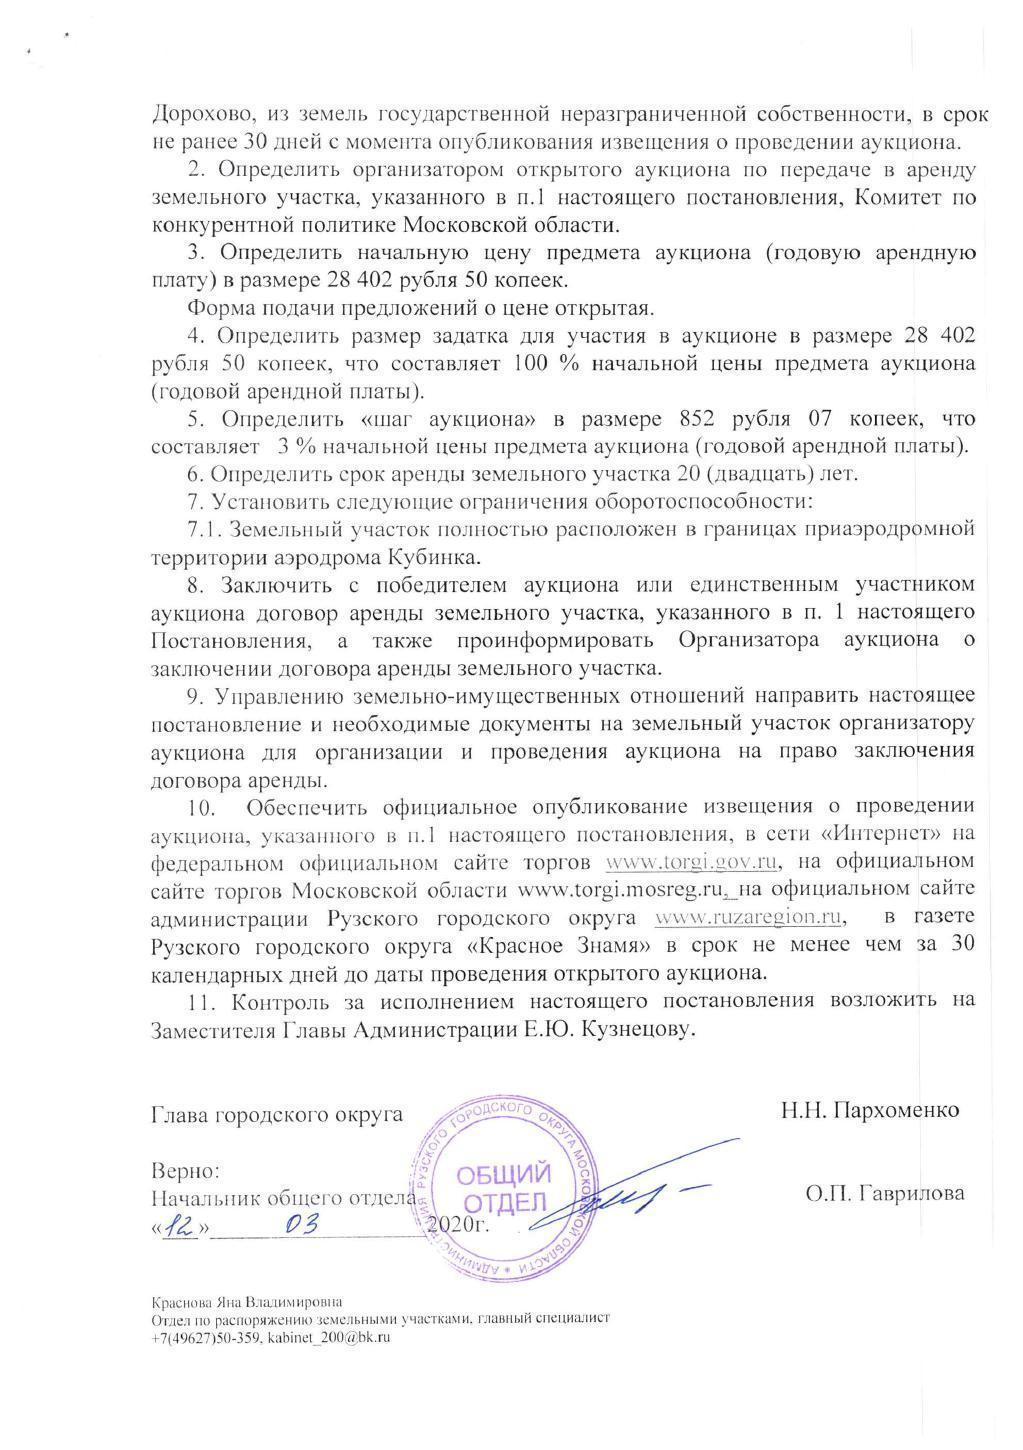 Дорохово, из земель государственной неразграниченной собственности, в срок
не ранее 30 дней с момента опубликования извещения о проведении аукциона.
2. Определить организатором открытого аукциона по передаче в аренду
земельного участка, указанного в п.1 настоящего постановления, Комитет по
конкурентной политике Московской области.
3. Определить начальную цену предмета аукциона (годовую арендную
плату) в размере 28 402 рубля 50 копеек.
Форма подачи предложений о цене открытая.
4. Определить размер задатка для участия в аукционе в размере 28 402
рубля 50 копеек, что составляет 100 % начальной цены предмета аукциона
(годовой арендной платы).
5. Определить «шаг аукциона» в размере 852 рубля 07 копеек, что
составляет 3 % начальной цены предмета аукциона (годовой арендной платы).
6. Определить срок аренды земельного участка 20 (двадцать) лет.
7. Установить следующие ограничения оборотоспособности:
7.1. Земельный участок полностью расположен в границах приаэродромной
территории аэродрома Кубинка.
8. Заключить с победителем аукциона или единственным участником
аукциона договор аренды земельного участка, указанного в п. 1 настоящего
Постановления, а также проинформировать Организатора аукциона о
заключении договора аренды земельного участка.
9. Управлению земельно-имущественных отношений направить настоящее
постановление и необходимые документы на земельный участок организатору
аукциона для организации и проведения аукциона на право заключения
договора аренды.
10. Обеспечить официальное опубликование извещения о проведении
аукциона, указанного в п.1 настоящего постановления, в сети «Интернет» на
федеральном официальном сайте торгов www.torgi.gov.ru, на официальном
сайте торгов Московской области www.torgi.mosreg.ru, на официальном сайте
администрации Рузского городского округа www.ruzaregion.ru, в газете
Рузского городского округа «Красное Знамя» в срок не менее чем за 30
календарных дней до даты проведения открытого аукциона.
11. Контроль за исполнением настоящего постановления возложить на
Заместителя Главы Администрации Е.Ю. Кузнецову.
Глава городского округа Н.Н. Пархоменко
Верно:
Начальник общего отдела О.П. Гаврилова
«12» 03 2020г.
АДМИНИСТРАЦИЯ РУЗСКОГО ГОРОДСКОГО ОКРУГА МОСКОВСКОЙ ОБЛАСТИ *
ОБЩИЙ
ОТДЕЛ
Краснова Яна Владимировна
Отдел по распоряжению земельными участками, главный специалист
+7(49627)50-359, kabinet_200@bk.ru